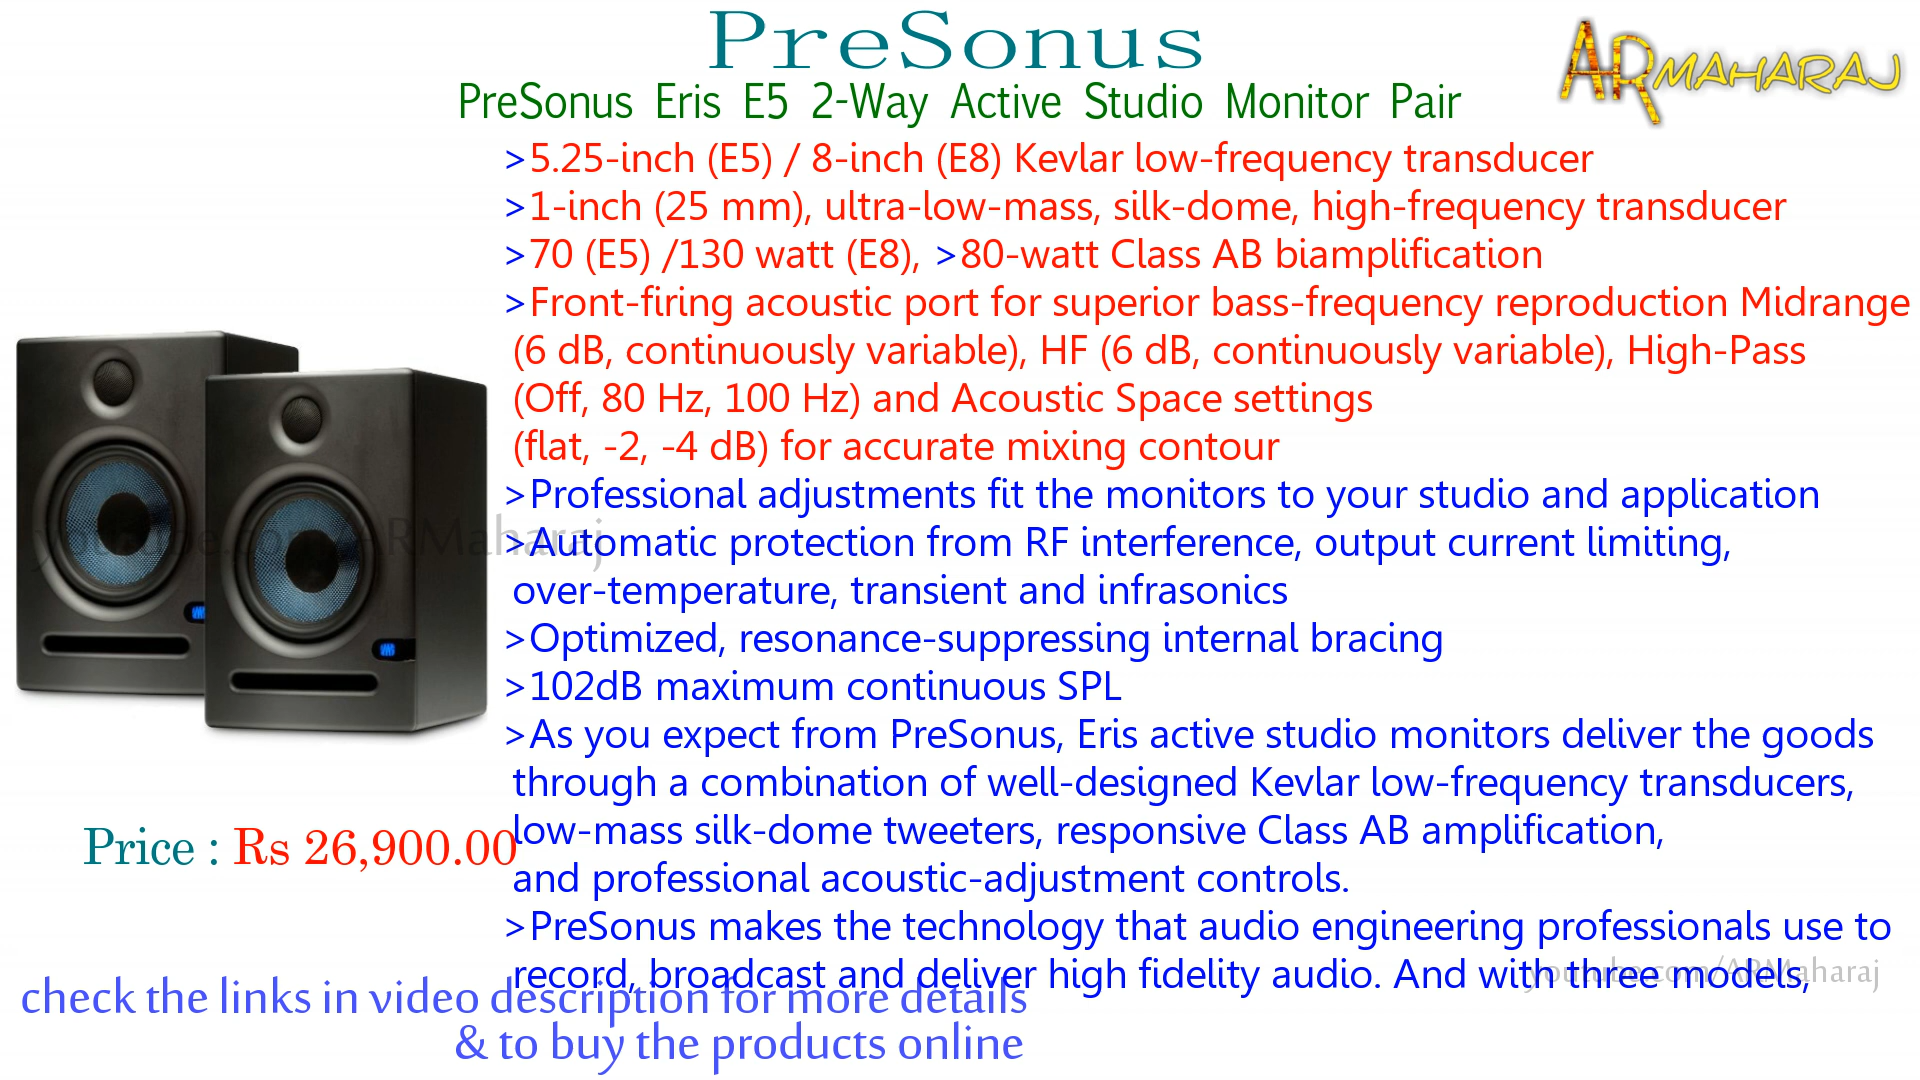 PreSonus
ARMAHARAJ
PreSonus Eris E5 2-Way Active Studio Monitor Pair
>5.25-inch (E5) / 8-inch (E8) Kevlar low-frequency transducer
>1-inch (25 mm), ultra-low-mass, silk-dome, high-frequency transducer
>70 (E5) /130 watt (E8), >80-watt Class AB biamplification
>Front-firing acoustic port for superior bass-frequency reproduction Midrange
(6 dB, continuously variable), HF (6 dB, continuously variable), High-Pass
(Off, 80 Hz, 100 Hz) and Acoustic Space settings
(flat, -2, -4 dB) for accurate mixing contour
>Professional adjustments fit the monitors to your studio and application
youtube.com/ARMaharaj
>Automatic protection from RF interference, output current limiting,
over-temperature, transient and infrasonics
>Optimized, resonance-suppressing internal bracing
>102dB maximum continuous SPL
>As you expect from PreSonus, Eris active studio monitors deliver the goods
through a combination of well-designed Kevlar low-frequency transducers,
low-mass silk-dome tweeters, responsive Class AB amplification,
and professional acoustic-adjustment controls.
>PreSonus makes the technology that audio engineering professionals use to
record, broadcast and deliver high fidelity audio. And with three models,
youtube.com/ARMaharaj
Price : Rs 26,900.00
check the links in video description for more details
& to buy the products online